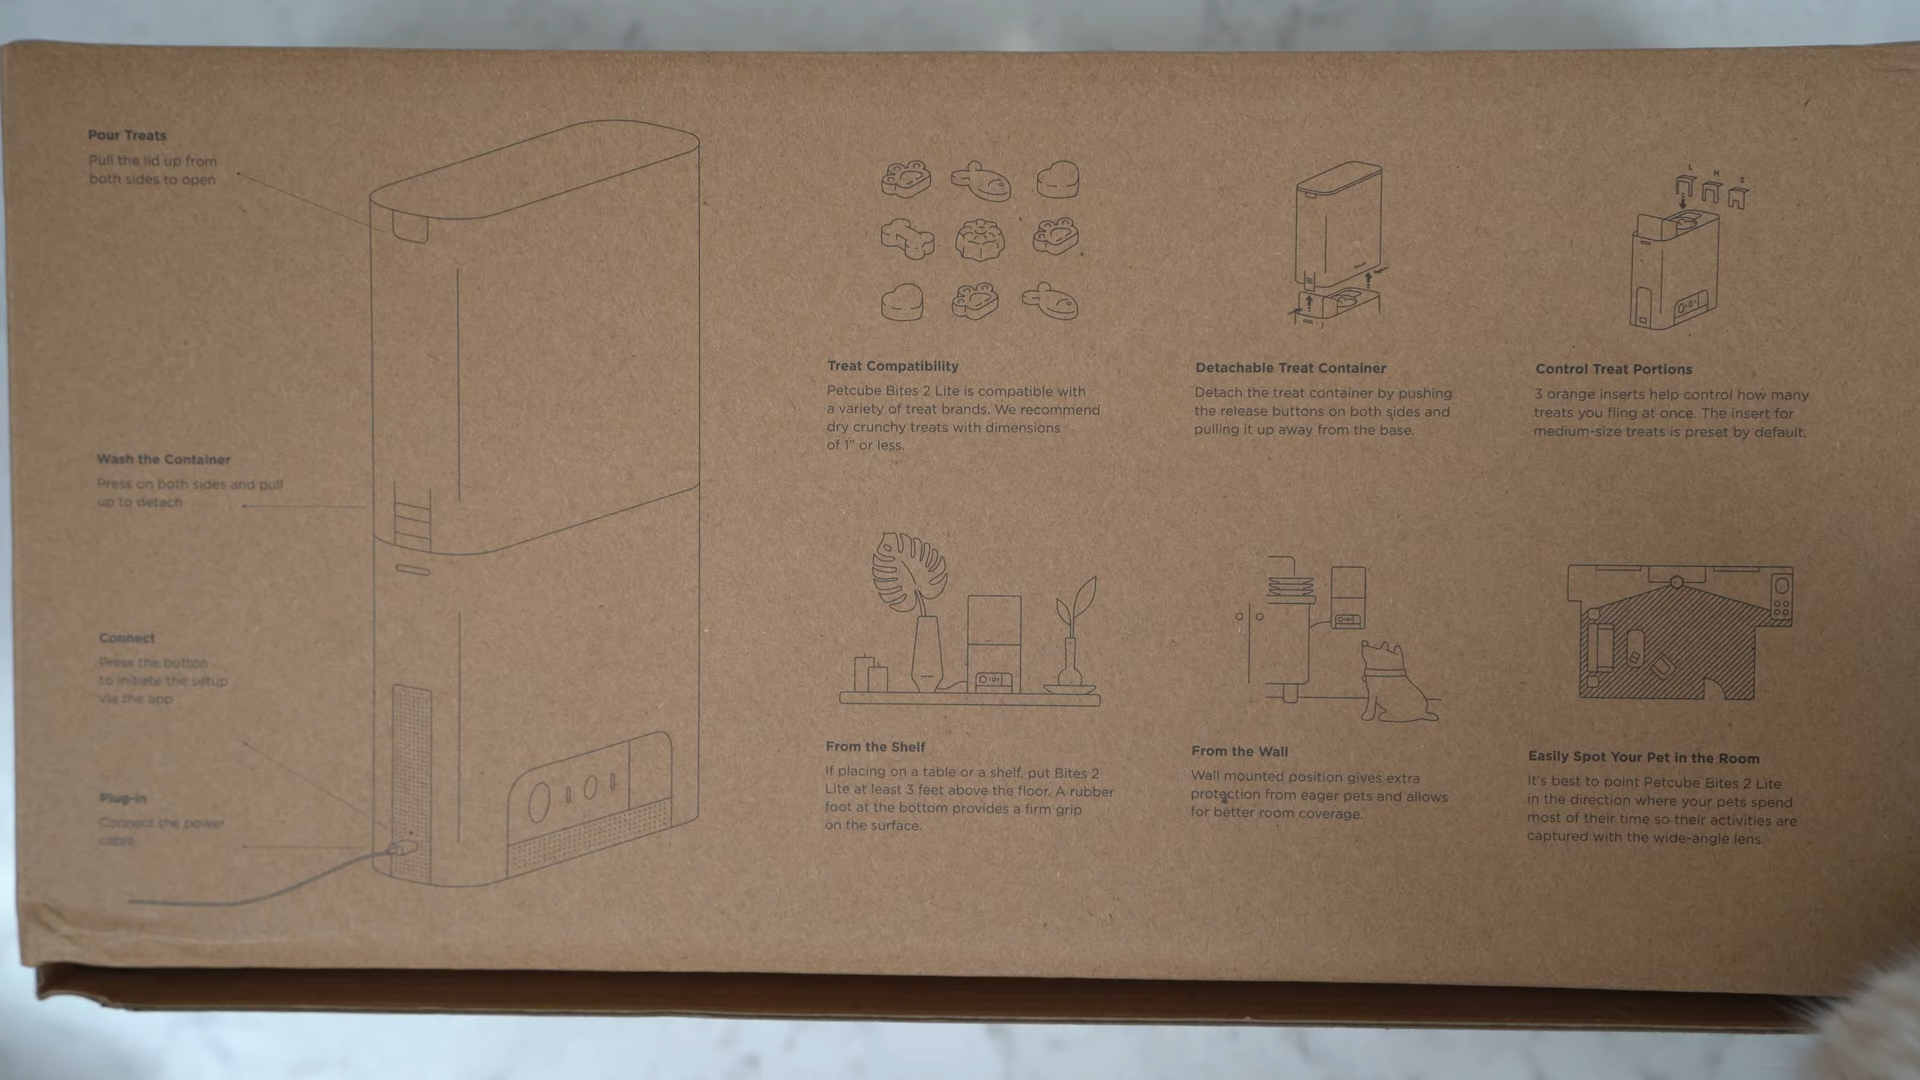 Pour Treats
Pull the lid up from
both sides to open
Wash the Container
Press on both sides and pull
up to detach
Connect
Press the button
to initiate the setup
via the app
Plug-in
Connect the power
cable
Treat Compatibility
Petcube Bites 2 Lite is compatible with
a variety of treat brands. We recommend
dry crunchy treats with dimensions
of 1" or less.
Detachable Treat Container
Detach the treat container by pushing
the release buttons on both sides and
pulling it up away from the base.
L M S
Control Treat Portions
3 orange inserts help control how many
treats you fling at once. The insert for
medium-size treats is preset by default.
From the Shelf
If placing on a table or a shelf, put Bites 2
Lite at least 3 feet above the floor. A rubber
foot at the bottom provides a firm grip
on the surface.
From the Wall
Wall mounted position gives extra
protection from eager pets and allows
for better room coverage.
Easily Spot Your Pet in the Room
It's best to point Petcube Bites 2 Lite
in the direction where your pets spend
most of their time so their activities are
captured with the wide-angle lens.